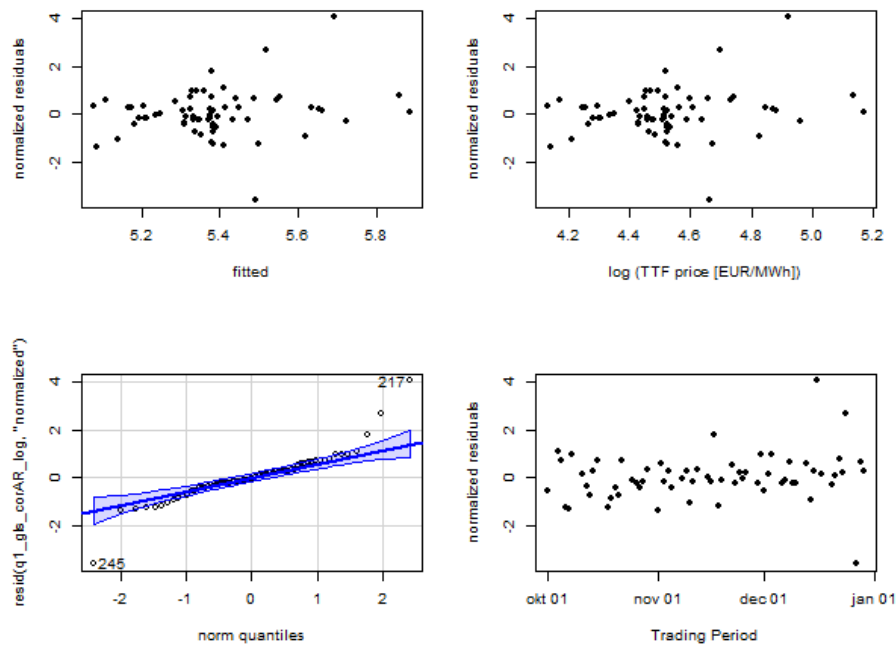 normalized residuals
4
2
0
-2
5.2 5.4 5.6 5.8
fitted
normalized residuals
4
2
0
-2
4.2 4.4 4.6 4.8 5.0 5.2
log (TTF price [EUR/MWh])
resid(q1_gls_corAR_log, "normalized")
4
2
0
-2
217
245
-2 -1 0 1 2
norm quantiles
normalized residuals
4
2
0
-2
okt 01 nov 01 dec 01 jan 01
Trading Period